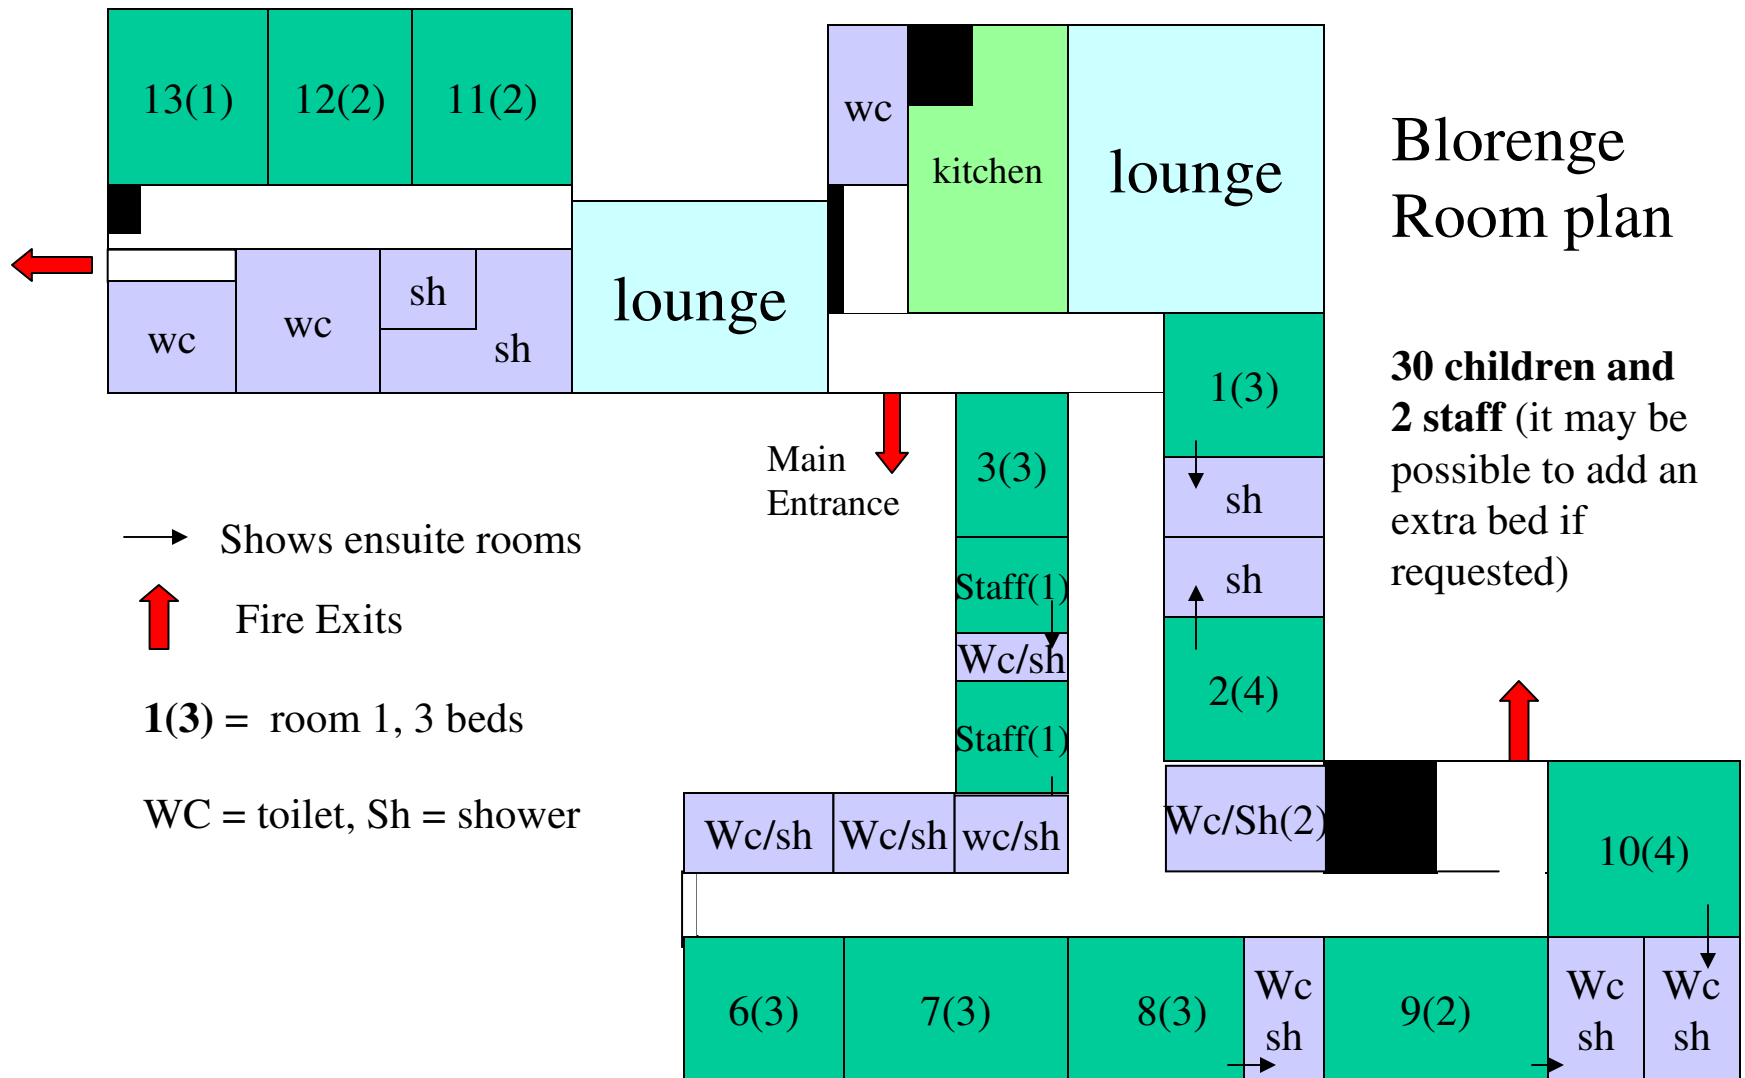 13(1) 12(2) 11(2)
wc
kitchen
lounge
Blorenge
Room plan
lounge
wc
wc
sh
sh
30 children and
2 staff (it may be
possible to add an
extra bed if
requested)
1(3)
Main
Entrance
3(3)
sh
sh
Shows ensuite rooms
Staff(1)
Fire Exits
Wc/sh
2(4)
1(3) = room 1, 3 beds
Staff(1)
WC = toilet, Sh = shower
Wc/sh Wc/sh wc/sh
Wc/Sh(2)
10(4)
6(3) 7(3) 8(3)
Wc
sh
9(2)
Wc
sh
Wc
sh